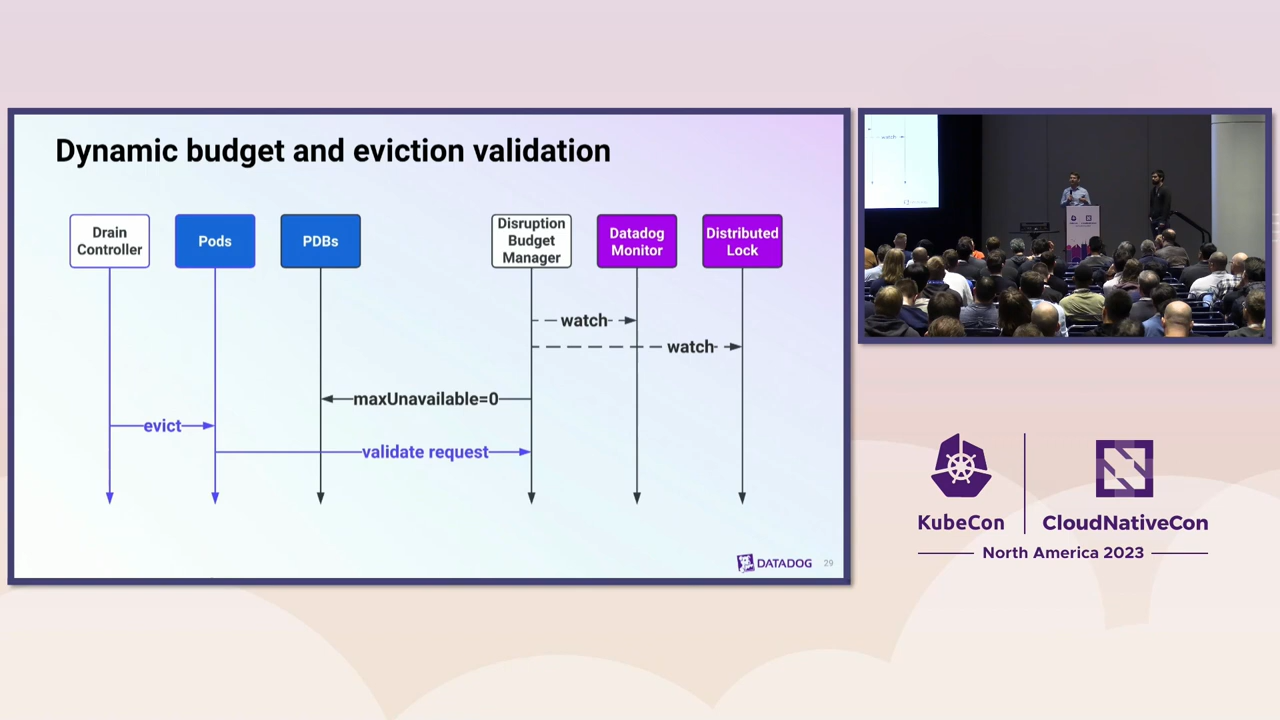 Dynamic budget and eviction validation
Drain
Controller
Pods
PDBs
Disruption
Budget
Manager
Datadog
Monitor
Distributed
Lock
watch
watch
maxUnavailable=0
evict
validate request
DATADOG
29
watch
KubeCon
CloudNativeCon
North America 2023